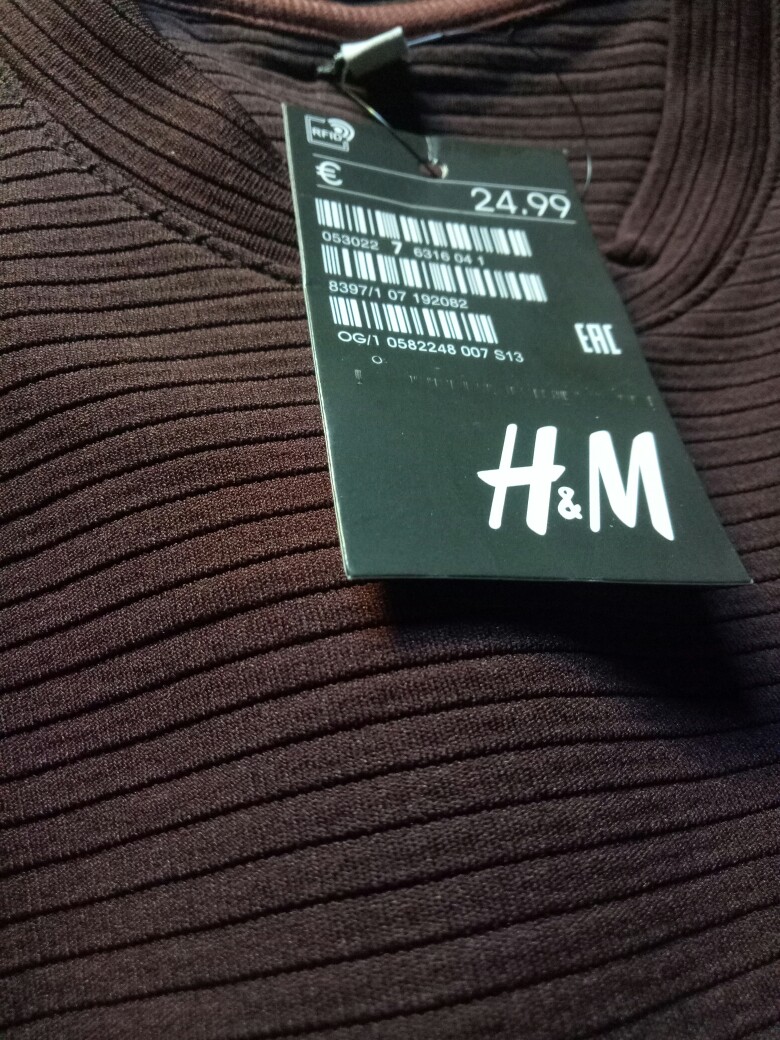 RFID
€ 24.99
053022 7 6316 04 1
8397/1 07 192082
OG/1 0582248 007 S13
EAC
H&M